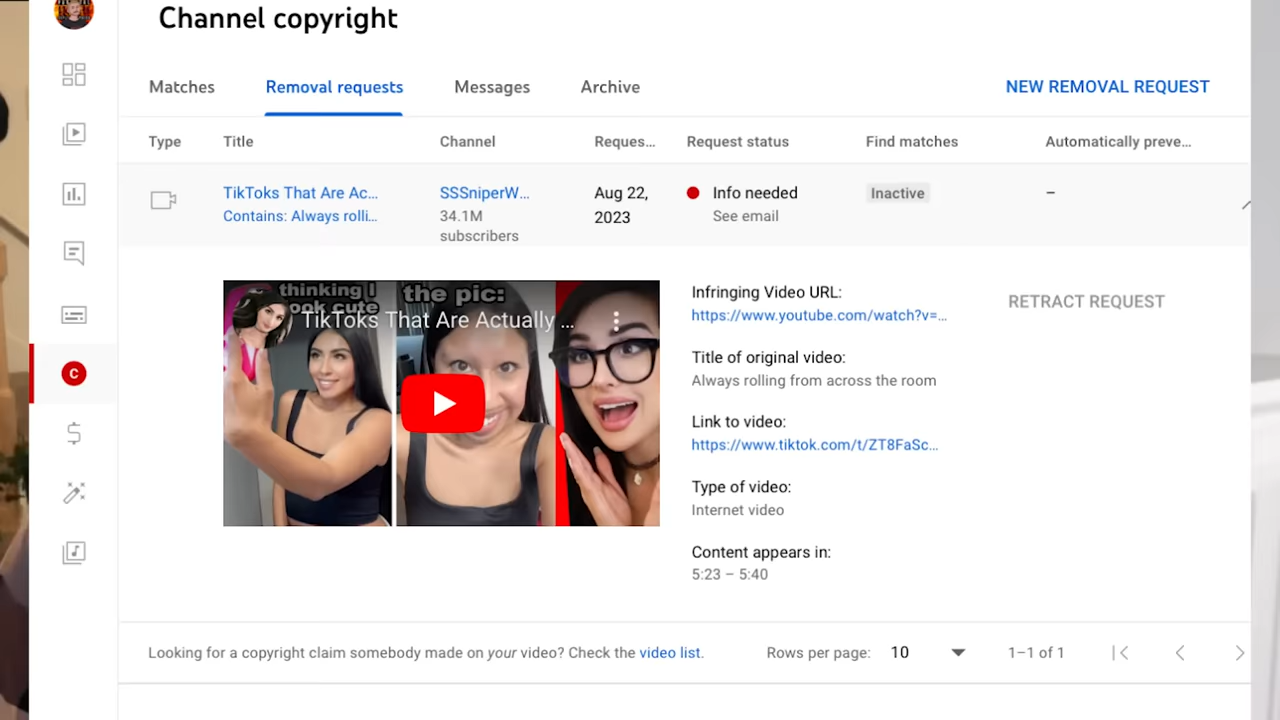 Channel copyright
Matches
Removal requests
Messages
Archive
NEW REMOVAL REQUEST
Type
Title
Channel
Reques...
Request status
Find matches
Automatically preve...
TikToks That Are Ac...
Contains: Always rolli...
SSSniperW...
34.1M
subscribers
Aug 22,
2023
Info needed
See email
Inactive
–
thinking I
look cute
the pic:
TikToks That Are Actually ...
Infringing Video URL:
https://www.youtube.com/watch?v=...
Title of original video:
Always rolling from across the room
Link to video:
https://www.tiktok.com/t/ZT8FaSc...
Type of video:
Internet video
Content appears in:
5:23 – 5:40
RETRACT REQUEST
C
Looking for a copyright claim somebody made on your video? Check the video list.
Rows per page:
10
1–1 of 1